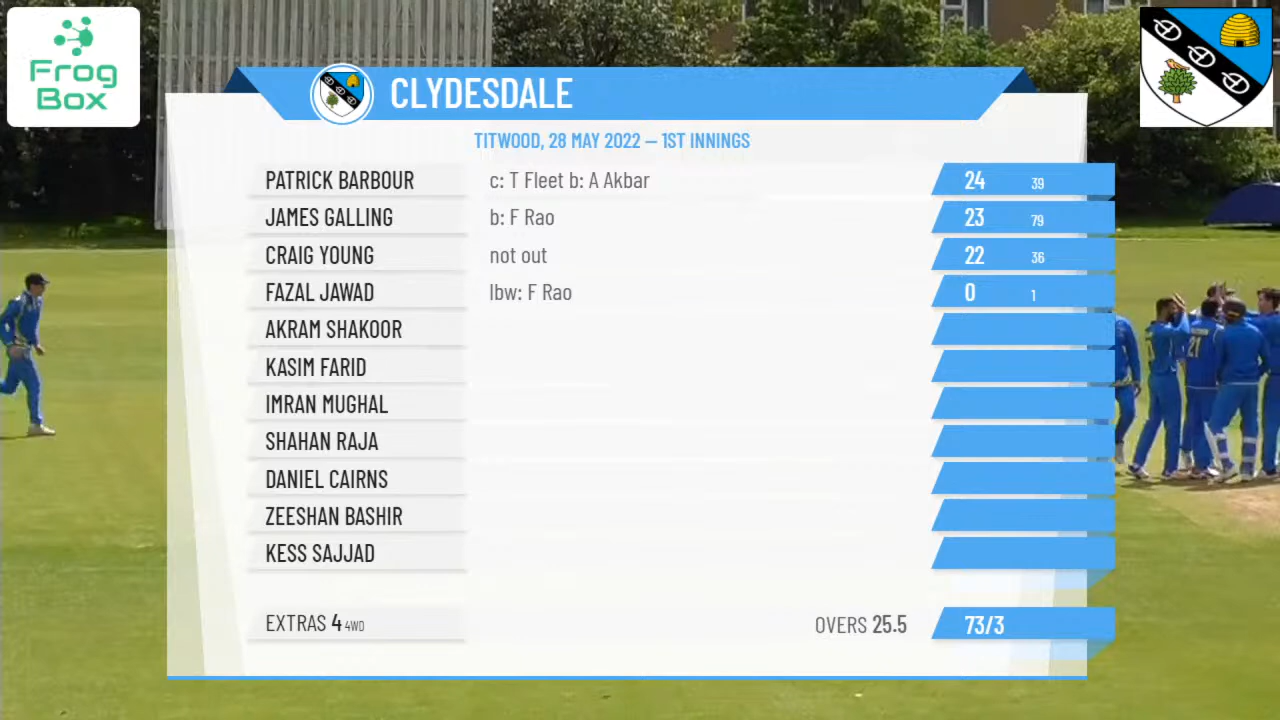 Frog
Box
CLYDESDALE
TITWOOD, 28 MAY 2022 – 1ST INNINGS
PATRICK BARBOUR c: T Fleet b: A Akbar 24 39
JAMES GALLING b: F Rao 23 79
CRAIG YOUNG not out 22 36
FAZAL JAWAD lbw: F Rao 0 1
AKRAM SHAKOOR
KASIM FARID
IMRAN MUGHAL
SHAHAN RAJA
DANIEL CAIRNS
ZEESHAN BASHIR
KESS SAJJAD
EXTRAS 4 4WD OVERS 25.5 73/3
21